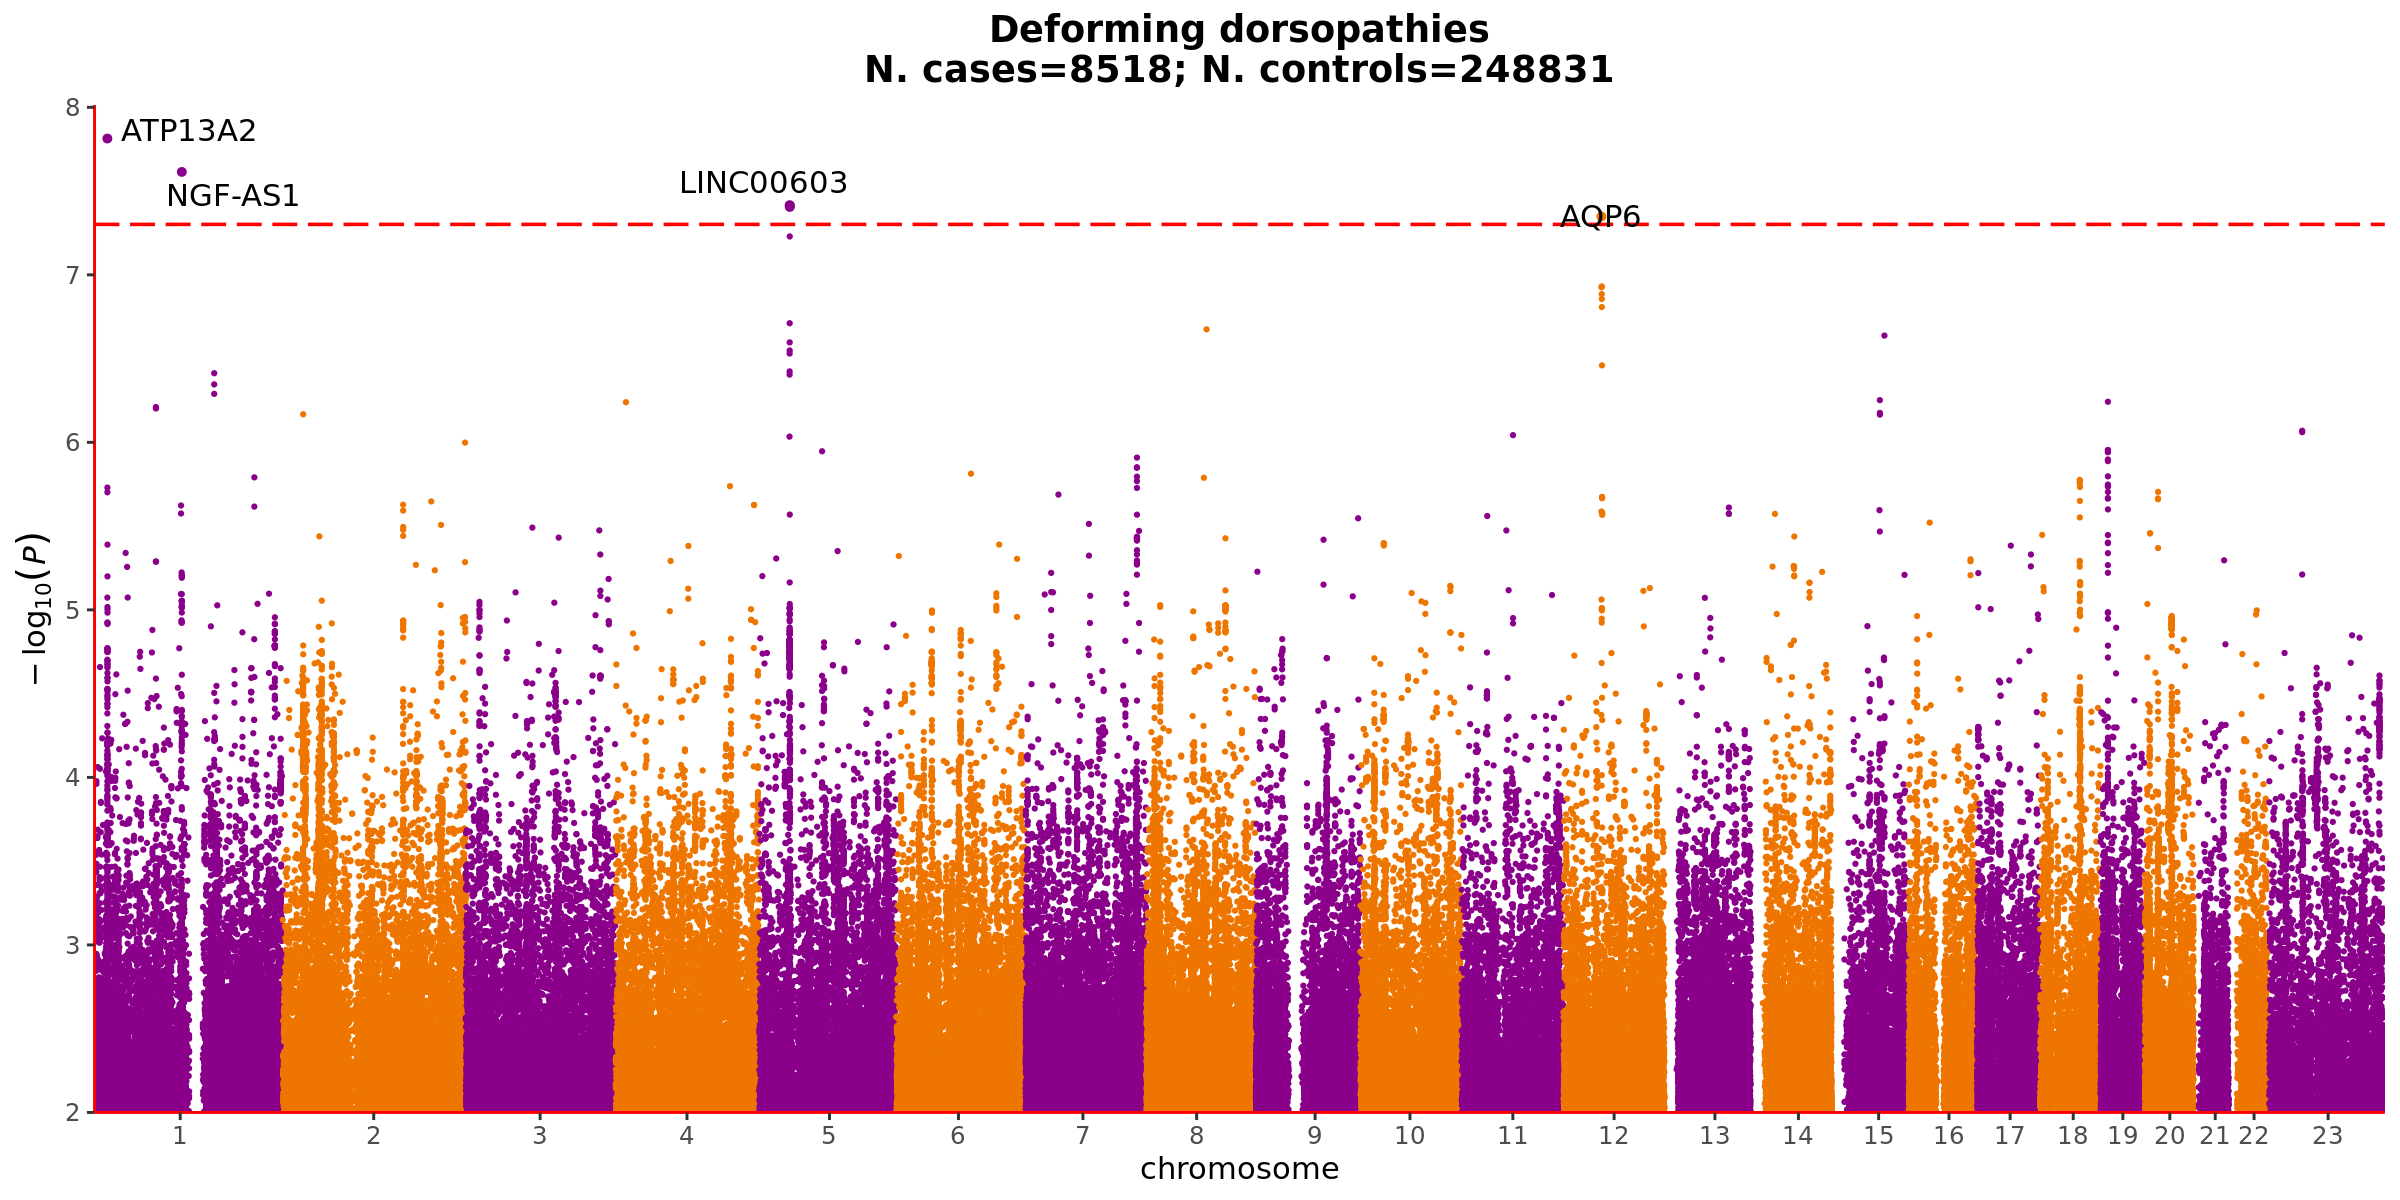 Deforming dorsopathies
N. cases=8518; N. controls=248831
8
ATP13A2
NGF-AS1
LINC00603
AQP6
7
6
5
4
3
2
−log10(P)
1 2 3 4 5 6 7 8 9 10 11 12 13 14 15 16 17 18 19 20 21 22 23
chromosome